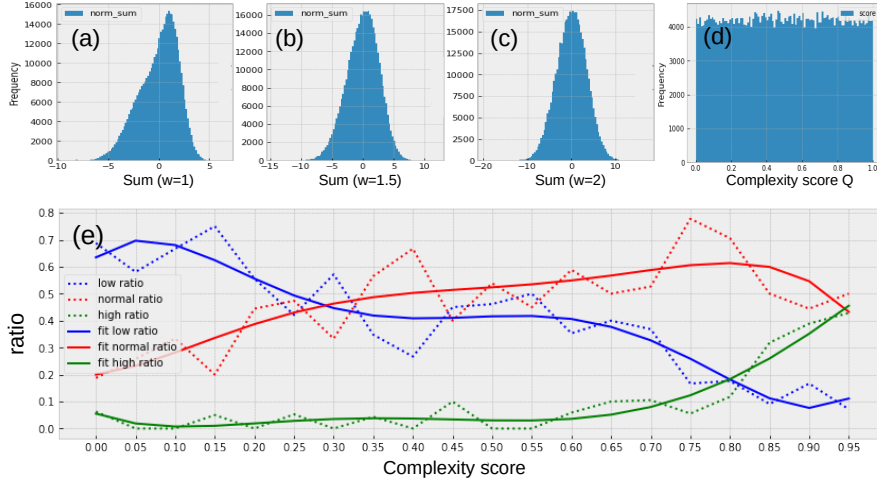 norm_sum
(a)
Frequency
16000
14000
12000
10000
8000
6000
4000
2000
0
−10
−5
0
5
Sum (w=1)
norm_sum
(b)
16000
14000
12000
10000
8000
6000
4000
2000
0
−15
−10
−5
0
5
10
Sum (w=1.5)
norm_sum
(c)
17500
15000
12500
10000
7500
5000
2500
0
−20
−10
0
10
Sum (w=2)
score
(d)
Frequency
4000
3000
2000
1000
0
0.0
0.2
0.4
0.6
0.8
1.0
Complexity score Q
(e)
ratio
0.8
0.7
0.6
0.5
0.4
0.3
0.2
0.1
0.0
low ratio
normal ratio
high ratio
fit low ratio
fit normal ratio
fit high ratio
0.00 0.05 0.10 0.15 0.20 0.25 0.30 0.35 0.40 0.45 0.50 0.55 0.60 0.65 0.70 0.75 0.80 0.85 0.90 0.95
Complexity score